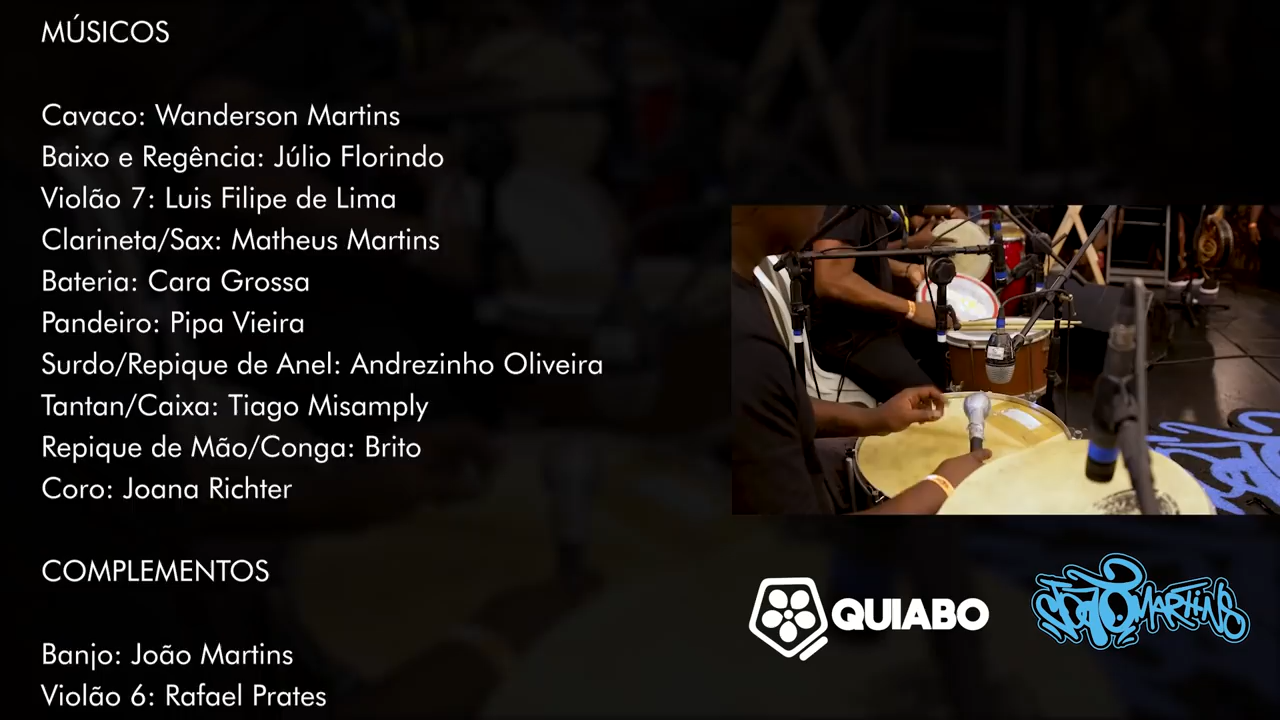 MÚSICOS
Cavaco: Wanderson Martins
Baixo e Regência: Júlio Florindo
Violão 7: Luis Filipe de Lima
Clarineta/Sax: Matheus Martins
Bateria: Cara Grossa
Pandeiro: Pipa Vieira
Surdo/Repique de Anel: Andrezinho Oliveira
Tantan/Caixa: Tiago Misamply
Repique de Mão/Conga: Brito
Coro: Joana Richter
COMPLEMENTOS
Banjo: João Martins
Violão 6: Rafael Prates
QUIABO
JOÃO MARTINS